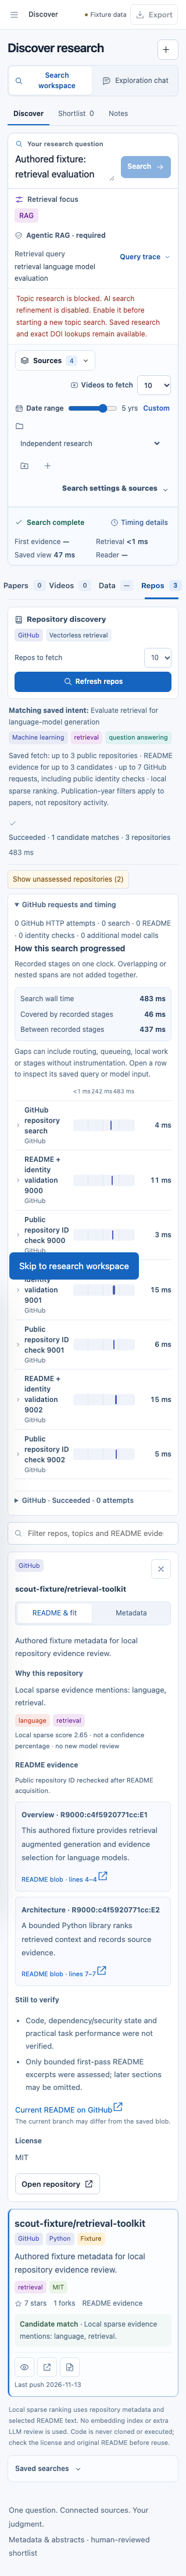 Discover
Fixture data
Export
Discover research
Search
workspace
Exploration chat
Discover
Shortlist 0
Notes
Your research question
Authored fixture:
retrieval evaluation
Search
Retrieval focus
RAG
Agentic RAG · required
Retrieval query
retrieval language model
evaluation
Query trace
Topic research is blocked. AI search
refinement is disabled. Enable it before
starting a new topic search. Saved research
and exact DOI lookups remain available.
Sources 4
Videos to fetch 10
Date range 5 yrs Custom
Independent research
Search settings & sources
Search complete
Timing details
First evidence —
Retrieval <1 ms
Saved view 47 ms
Reader —
Papers 0 Videos 0 Data — Repos 3
Repository discovery
GitHub Vectorless retrieval
Repos to fetch 10
Refresh repos
Matching saved intent: Evaluate retrieval for
language-model generation
Machine learning retrieval question answering
Saved fetch: up to 3 public repositories · README
evidence for up to 3 candidates · up to 7 GitHub
requests, including public identity checks · local
sparse ranking. Publication-year filters apply to
papers, not repository activity.
Succeeded · 1 candidate matches · 3 repositories
483 ms
Show unassessed repositories (2)
GitHub requests and timing
0 GitHub HTTP attempts · 0 search · 0 README
· 0 identity checks · 0 additional model calls
How this search progressed
Recorded stages on one clock. Overlapping or
nested spans are not added together.
Search wall time 483 ms
Covered by recorded stages 46 ms
Between recorded stages 437 ms
Gaps can include routing, queueing, local work
or stages without instrumentation. Open a row
to inspect its saved query or model input.
<1 ms 242 ms 483 ms
GitHub
repository
search
GitHub
4 ms
README +
identity
validation
9000
GitHub
11 ms
Public
repository ID
check 9000
GitHub
3 ms
Skip to research workspace
identity
validation
9001
GitHub
15 ms
Public
repository ID
check 9001
GitHub
6 ms
README +
identity
validation
9002
GitHub
15 ms
Public
repository ID
check 9002
GitHub
5 ms
GitHub · Succeeded · 0 attempts
Filter repos, topics and README evide
GitHub
scout-fixture/retrieval-toolkit
README & fit
Metadata
Authored fixture metadata for local
repository evidence review.
Why this repository
Local sparse evidence mentions: language,
retrieval.
language retrieval
Local sparse score 2.65 · not a confidence
percentage · no new model review
README evidence
Public repository ID rechecked after README
acquisition.
Overview · R9000:c4f5920771cc:E1
This authored fixture provides retrieval
augmented generation and evidence
selection for language models.
README blob · lines 4–4
Architecture · R9000:c4f5920771cc:E2
A bounded Python library ranks
retrieved context and records source
evidence.
README blob · lines 7–7
Still to verify
• Code, dependency/security state and
practical task performance were not
verified.
• Only bounded first-pass README
excerpts were assessed; later sections
may be omitted.
Current README on GitHub
The current branch may differ from the saved blob.
License
MIT
Open repository
scout-fixture/retrieval-toolkit
GitHub Python Fixture
Authored fixture metadata for local
repository evidence review.
retrieval MIT
7 stars 1 forks README evidence
Candidate match · Local sparse evidence
mentions: language, retrieval.
Last push 2026-11-13
Local sparse ranking uses repository metadata and
selected README text. No embedding index or extra
LLM review is used. Code is never cloned or executed;
check the license and original README before reuse.
Saved searches
One question. Connected sources. Your
judgment.
Metadata & abstracts · human-reviewed
shortlist